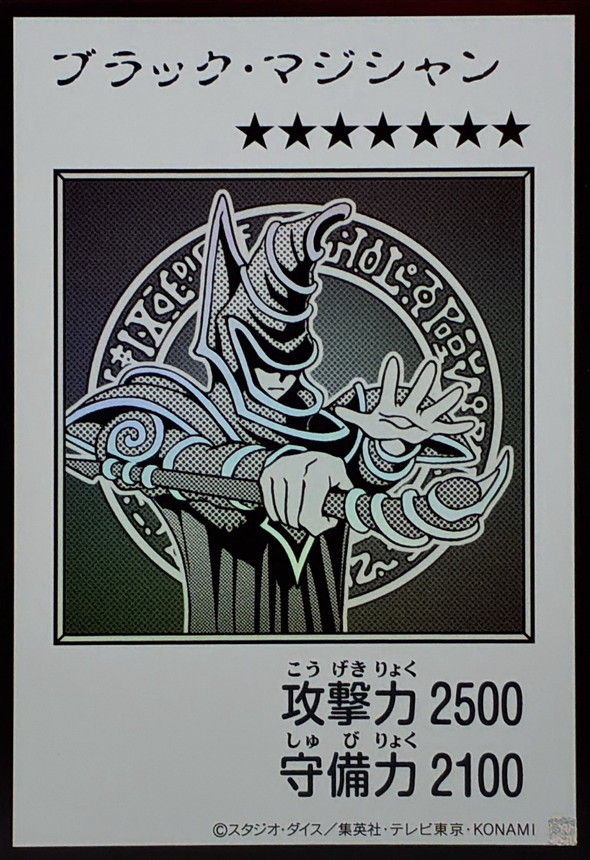 ブラック・マジシャン
★★★★★★★
こうげきりょく
攻撃力 2500
しゅびりょく
守備力 2100
©スタジオ・ダイス/集英社・テレビ東京・KONAMI